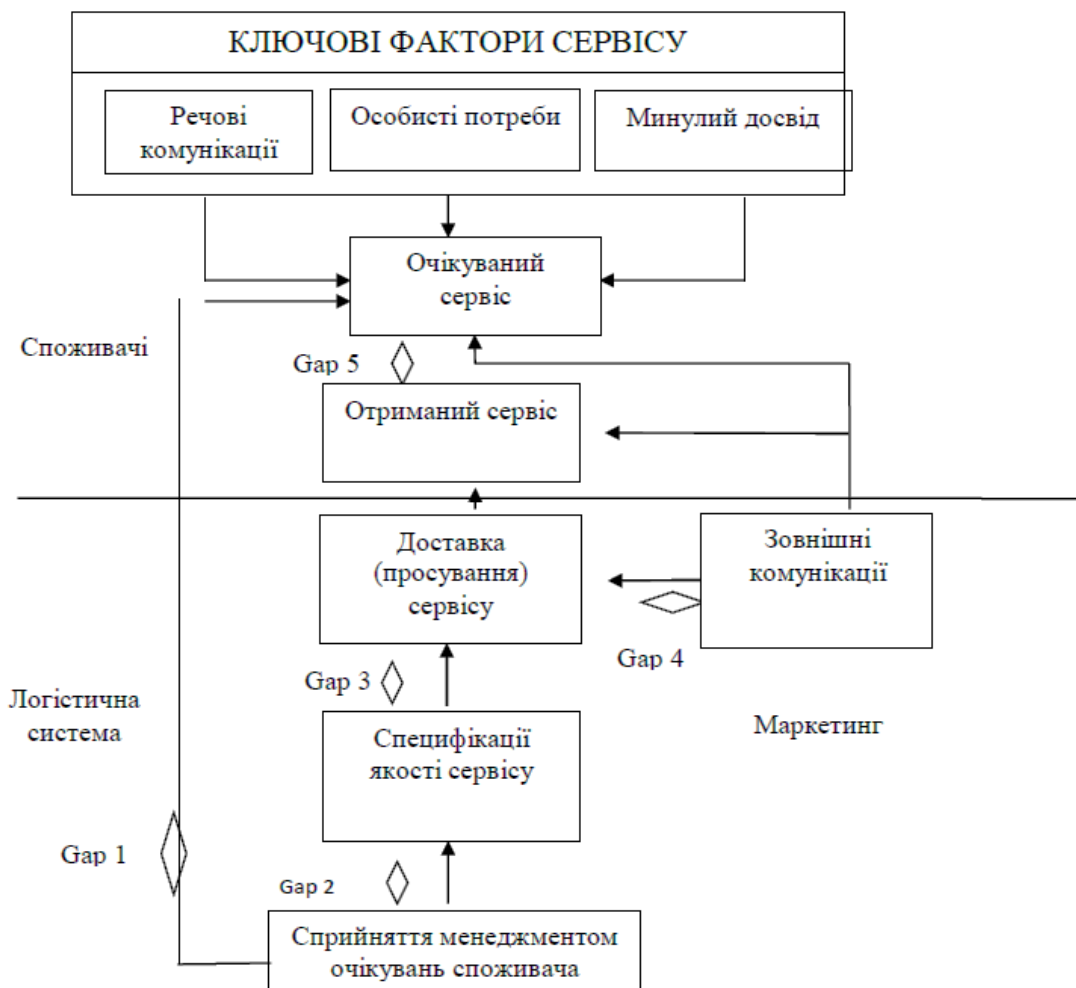 КЛЮЧОВІ ФАКТОРИ СЕРВІСУ
Речові
комунікації
Особисті потреби
Минулий досвід
Очікуваний
сервіс
Споживачі
Gap 5
Отриманий сервіс
Доставка
(просування)
сервісу
Зовнішні
комунікації
Gap 4
Gap 3
Логістична
система
Специфікації
якості сервісу
Маркетинг
Gap 1
Gap 2
Сприйняття менеджментом
очікувань споживача